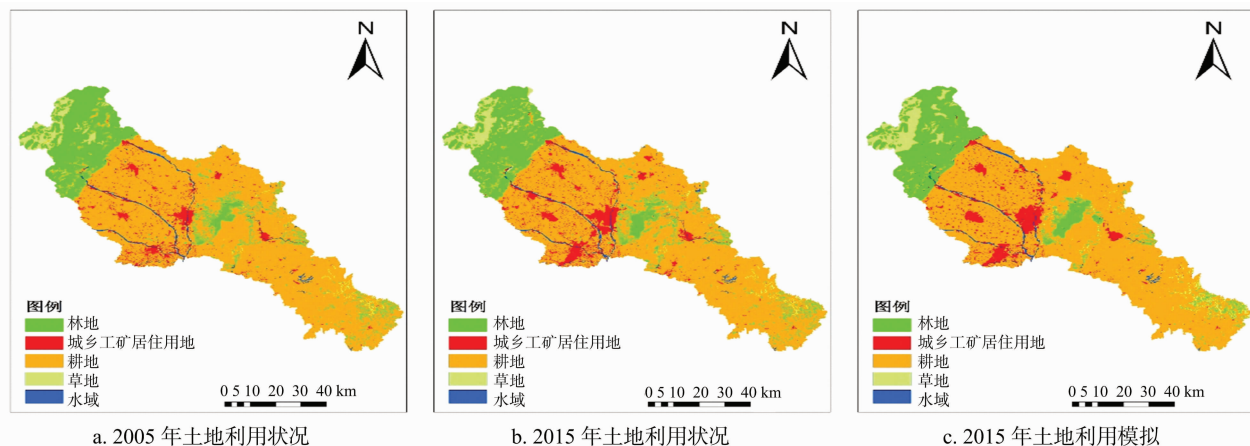 N
图例
林地
城乡工矿居住用地
耕地
草地
水域
0 5 10 20 30 40 km
a. 2005 年土地利用状况
N
图例
林地
城乡工矿居住用地
耕地
草地
水域
0 5 10 20 30 40 km
b. 2015 年土地利用状况
N
图例
林地
城乡工矿居住用地
耕地
草地
水域
0 5 10 20 30 40 km
c. 2015 年土地利用模拟